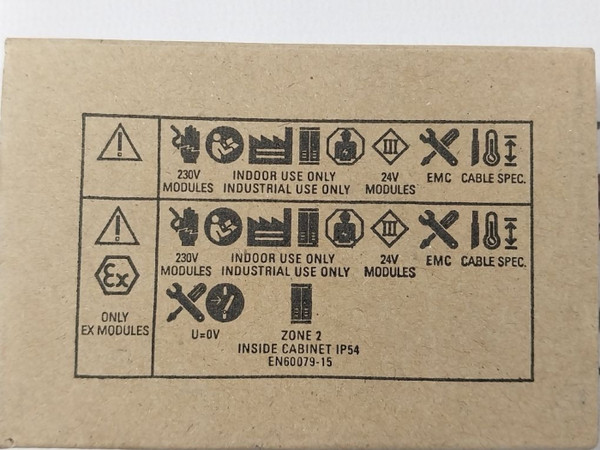 230V INDOOR USE ONLY 24V EMC CABLE SPEC.
MODULES INDUSTRIAL USE ONLY MODULES
230V INDOOR USE ONLY 24V EMC CABLE SPEC.
MODULES INDUSTRIAL USE ONLY MODULES
Ex
ONLY
EX MODULES
U=0V ZONE 2
INSIDE CABINET IP54
EN60079-15